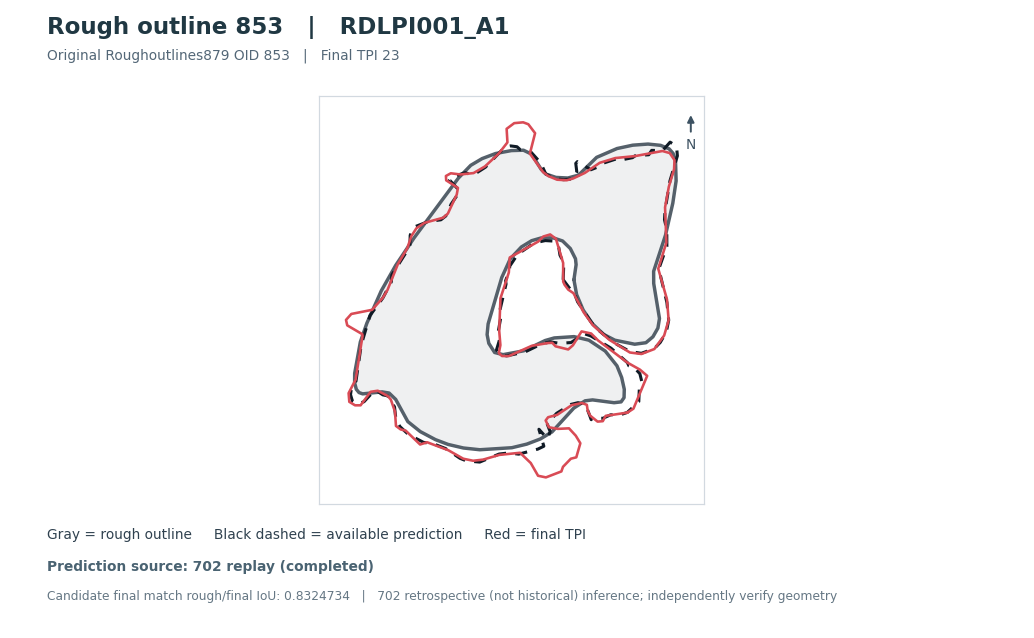 Rough outline 853   |   RDLPI001_A1
Original Roughoutlines879 OID 853   |   Final TPI 23
N
Gray = rough outline     Black dashed = available prediction     Red = final TPI
Prediction source: 702 replay (completed)
Candidate final match rough/final IoU: 0.8324734   |   702 retrospective (not historical) inference; independently verify geometry